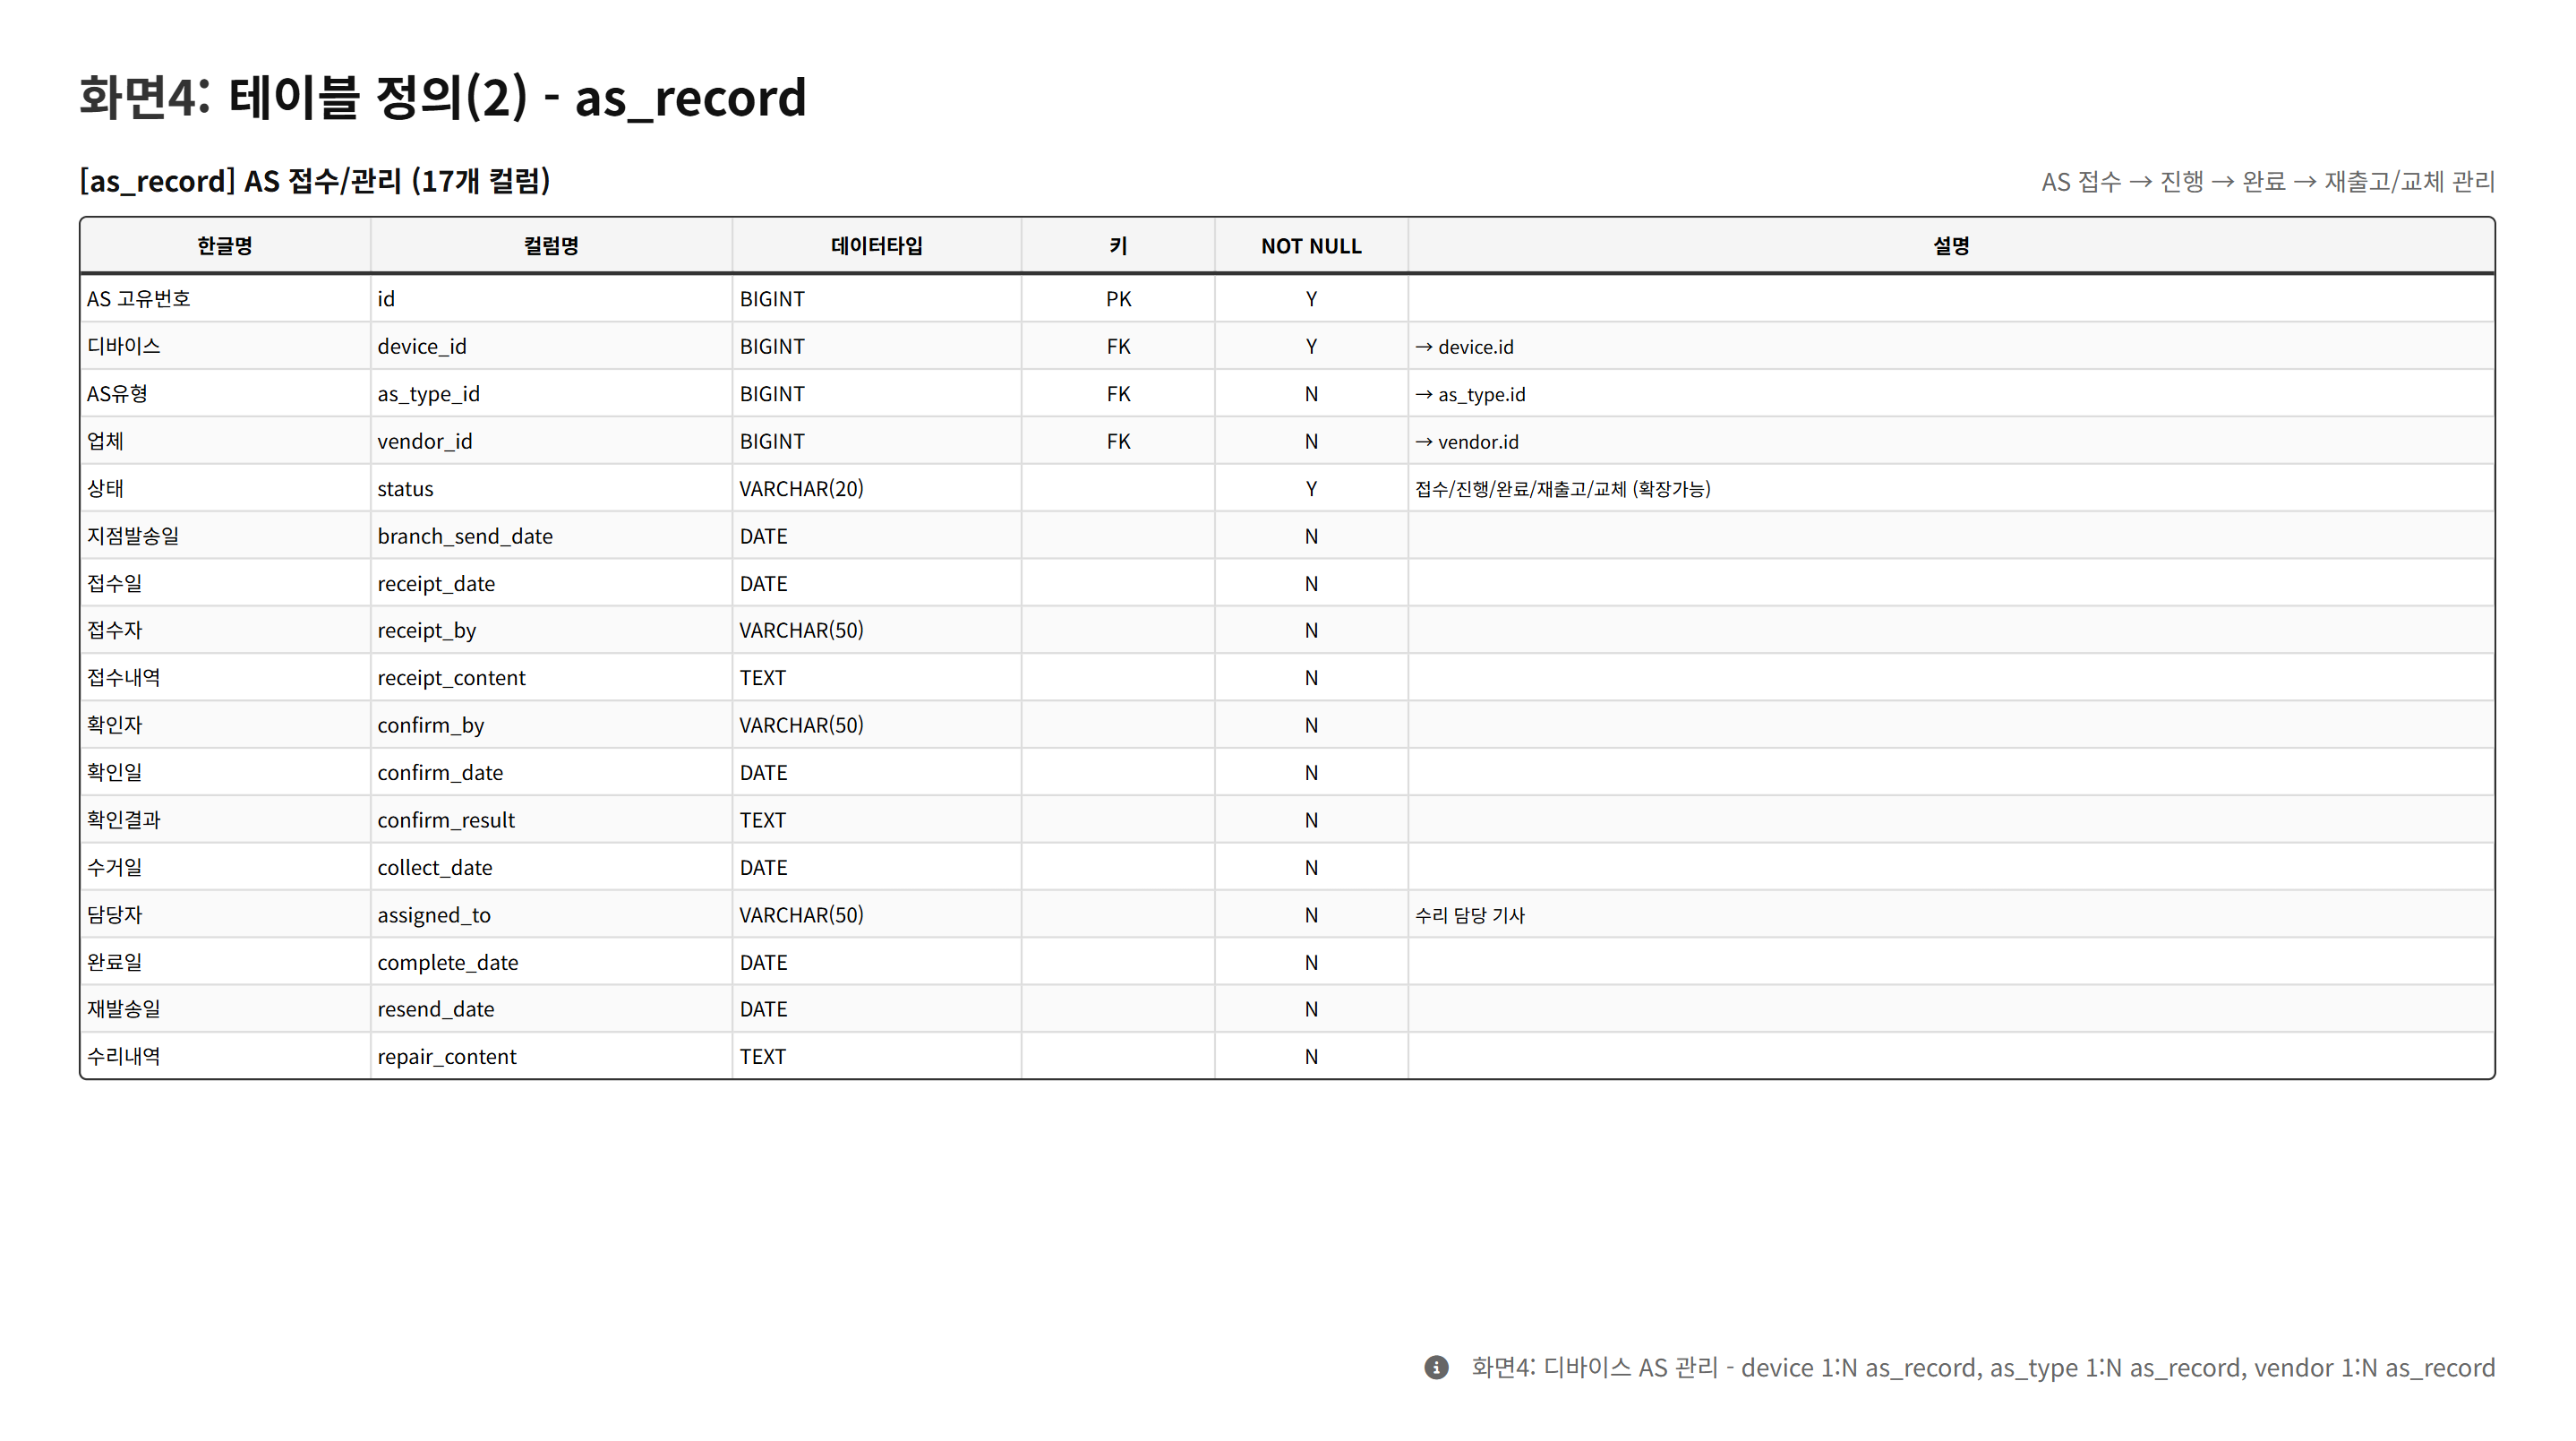 화면4: 테이블 정의(2) - as_record
[as_record] AS 접수/관리 (17개 컬럼)
AS 접수 → 진행 → 완료 → 재출고/교체 관리
한글명 컬럼명 데이터타입 키 NOT NULL 설명
AS 고유번호 id BIGINT PK Y
디바이스 device_id BIGINT FK Y → device.id
AS유형 as_type_id BIGINT FK N → as_type.id
업체 vendor_id BIGINT FK N → vendor.id
상태 status VARCHAR(20) Y 접수/진행/완료/재출고/교체 (확장가능)
지점발송일 branch_send_date DATE N
접수일 receipt_date DATE N
접수자 receipt_by VARCHAR(50) N
접수내역 receipt_content TEXT N
확인자 confirm_by VARCHAR(50) N
확인일 confirm_date DATE N
확인결과 confirm_result TEXT N
수거일 collect_date DATE N
담당자 assigned_to VARCHAR(50) N 수리 담당 기사
완료일 complete_date DATE N
재발송일 resend_date DATE N
수리내역 repair_content TEXT N
화면4: 디바이스 AS 관리 - device 1:N as_record, as_type 1:N as_record, vendor 1:N as_record